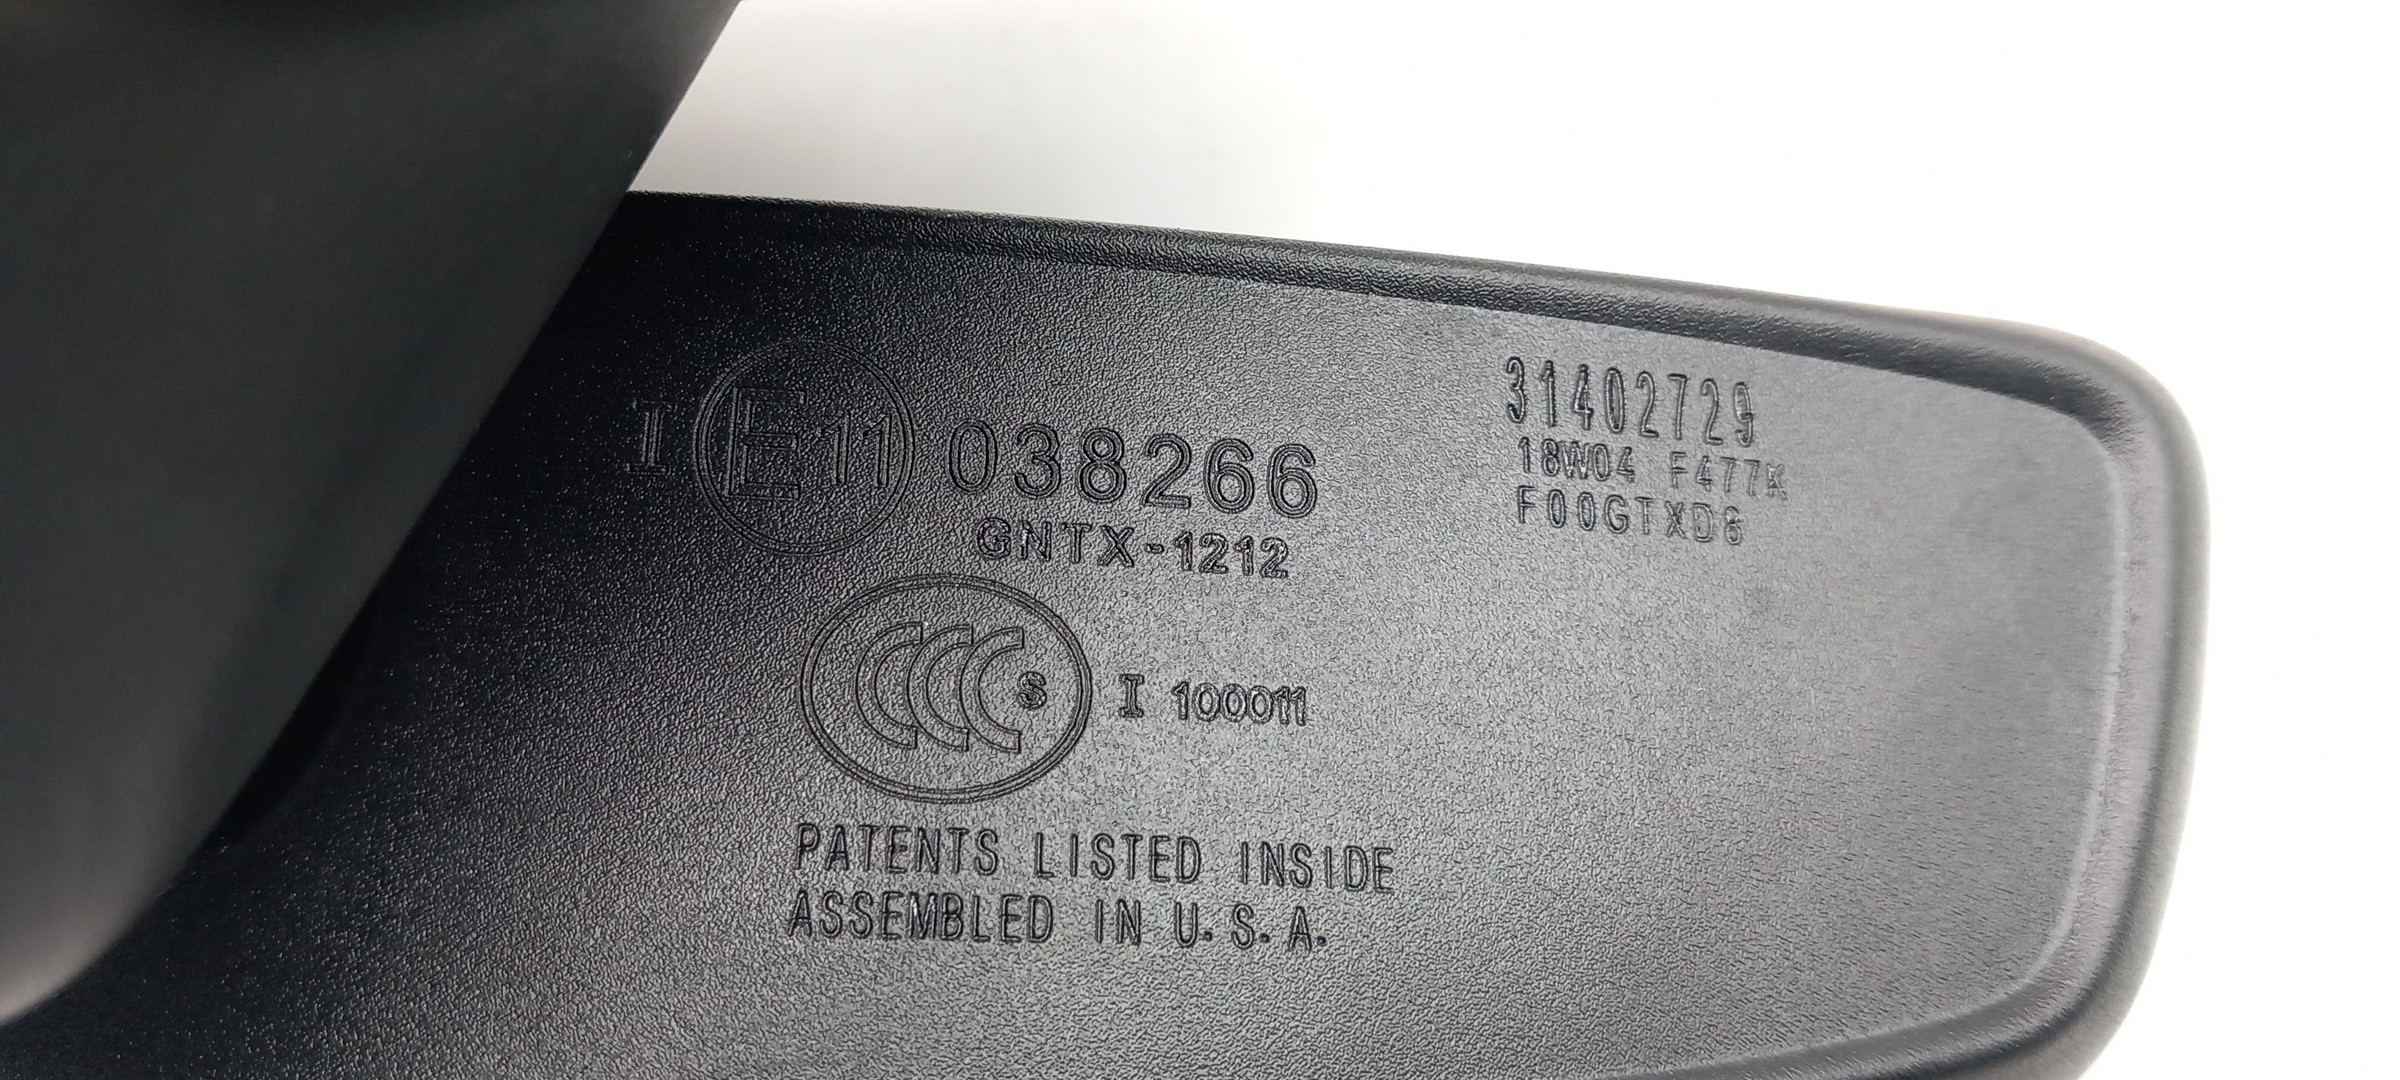 I E11 038266
GNTX-1212
31402729
18W04 F477K
F00GTXD6
CCC S I 100011
PATENTS LISTED INSIDE
ASSEMBLED IN U.S.A.